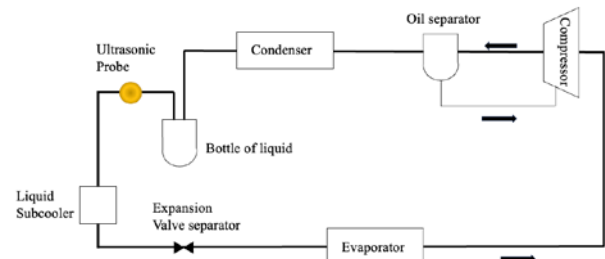 Oil separator
Compressor
Ultrasonic
Probe
Condenser
Bottle of liquid
Liquid
Subcooler
Expansion
Valve separator
Evaporator